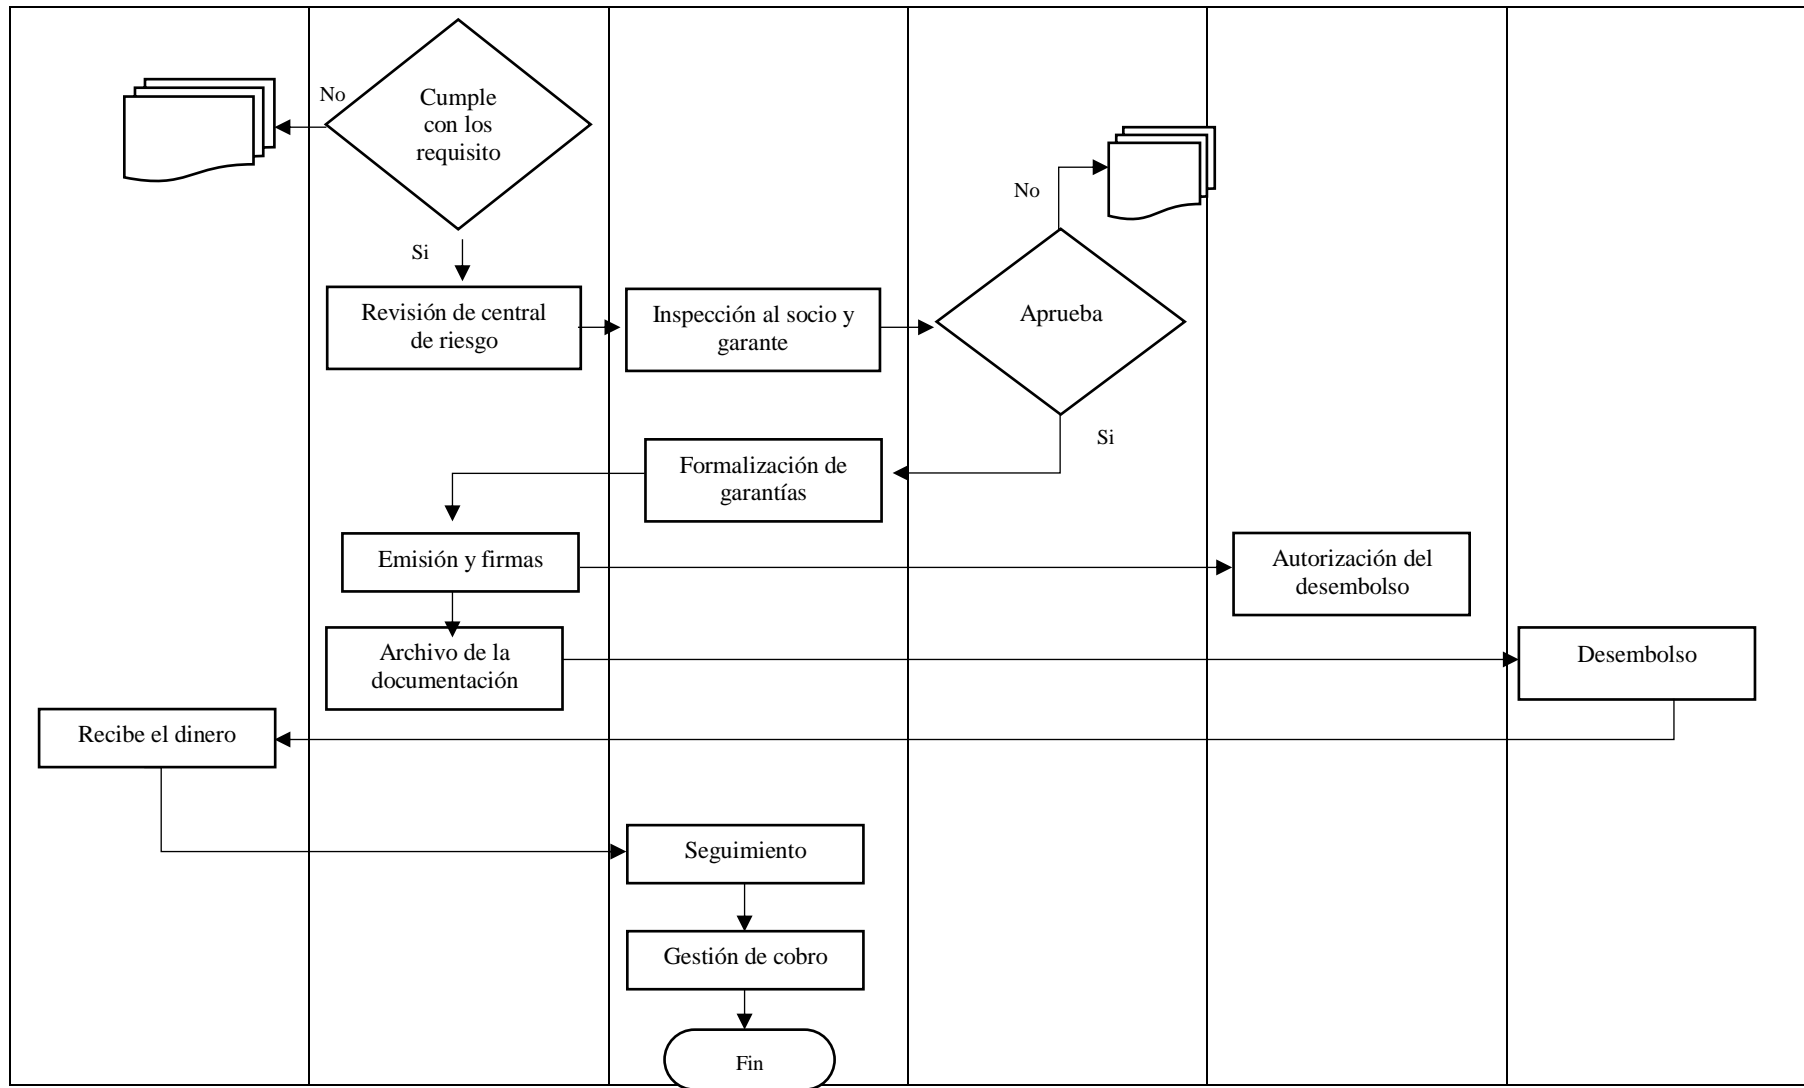 No
Cumple
con los
requisito
No
Si
Revisión de central
de riesgo
Inspección al socio y
garante
Aprueba
Si
Formalización de
garantías
Emisión y firmas
Autorización del
desembolso
Archivo de la
documentación
Desembolso
Recibe el dinero
Seguimiento
Gestión de cobro
Fin